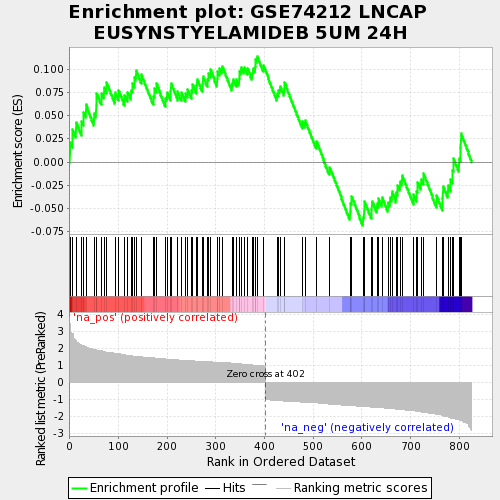 Enrichment plot: GSE74212 LNCAP
EUSYNSTYELAMIDEB 5UM 24H
Enrichment score (ES)
0.100
0.075
0.050
0.025
0.000
-0.025
-0.050
-0.075
'na_pos' (positively correlated)
Ranked list metric (PreRanked)
4
3
2
1
0
-1
-2
-3
Zero cross at 402
'na_neg' (negatively correlated)
0 100 200 300 400 500 600 700 800
Rank in Ordered Dataset
Enrichment profile Hits Ranking metric scores